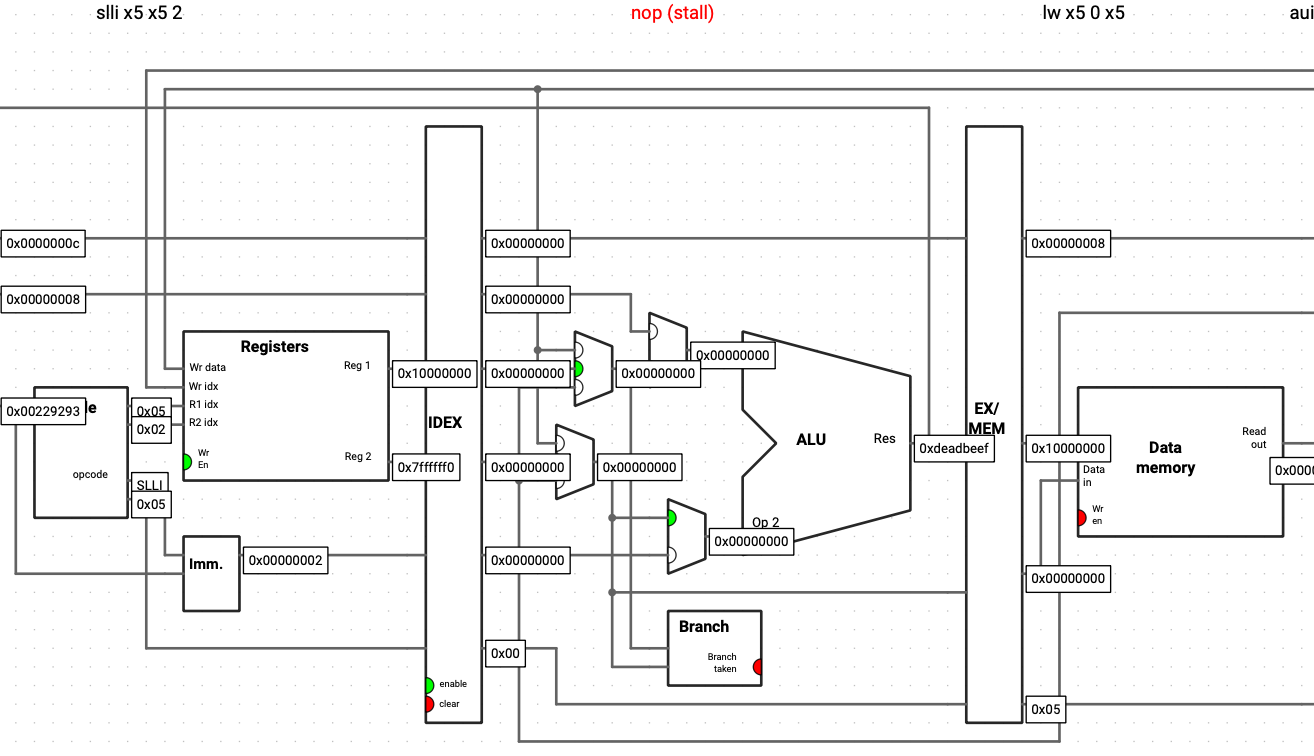 slli x5 x5 2
nop (stall)
lw x5 0 x5
aui
0x0000000c
0x00000000
0x00000008
0x00000008
0x00000000
Registers
0x00000000
Wr data
Reg 1
0x10000000
0x00000000
0x00000000
Wr idx
0x00229293
e
0x05
R1 idx
0x02
R2 idx
IDEX
EX/
MEM
ALU
Res
0xdeadbeef
0x10000000
Data
memory
Read
out
Wr
En
Reg 2
0x7ffffff0
0x00000000
0x00000000
Data
in
0x0000
opcode
SLLI
0x05
Wr
en
Op 2
0x00000000
Imm.
0x00000002
0x00000000
0x00000000
Branch
0x00
Branch
taken
enable
clear
0x05